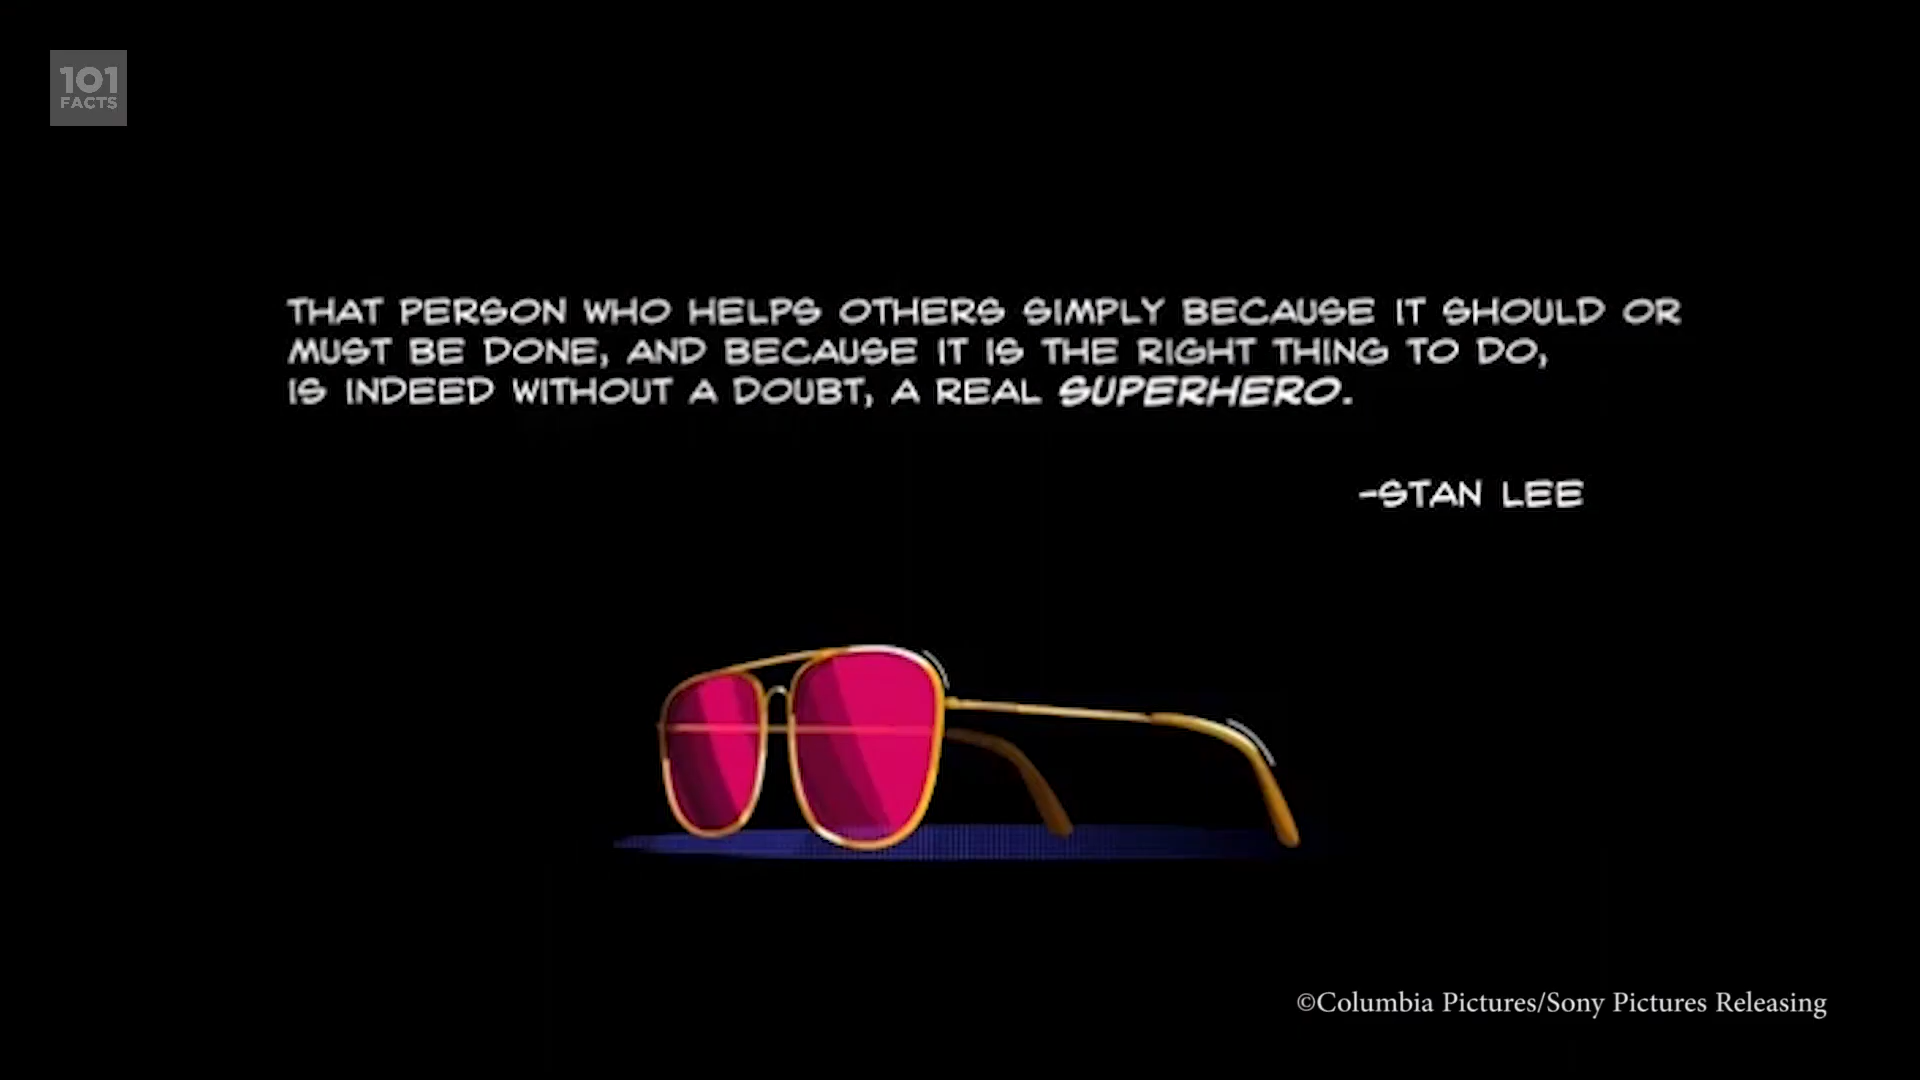 101
FACTS
THAT PERSON WHO HELPS OTHERS SIMPLY BECAUSE IT SHOULD OR
MUST BE DONE, AND BECAUSE IT IS THE RIGHT THING TO DO,
IS INDEED WITHOUT A DOUBT, A REAL SUPERHERO.
-STAN LEE
©Columbia Pictures/Sony Pictures Releasing